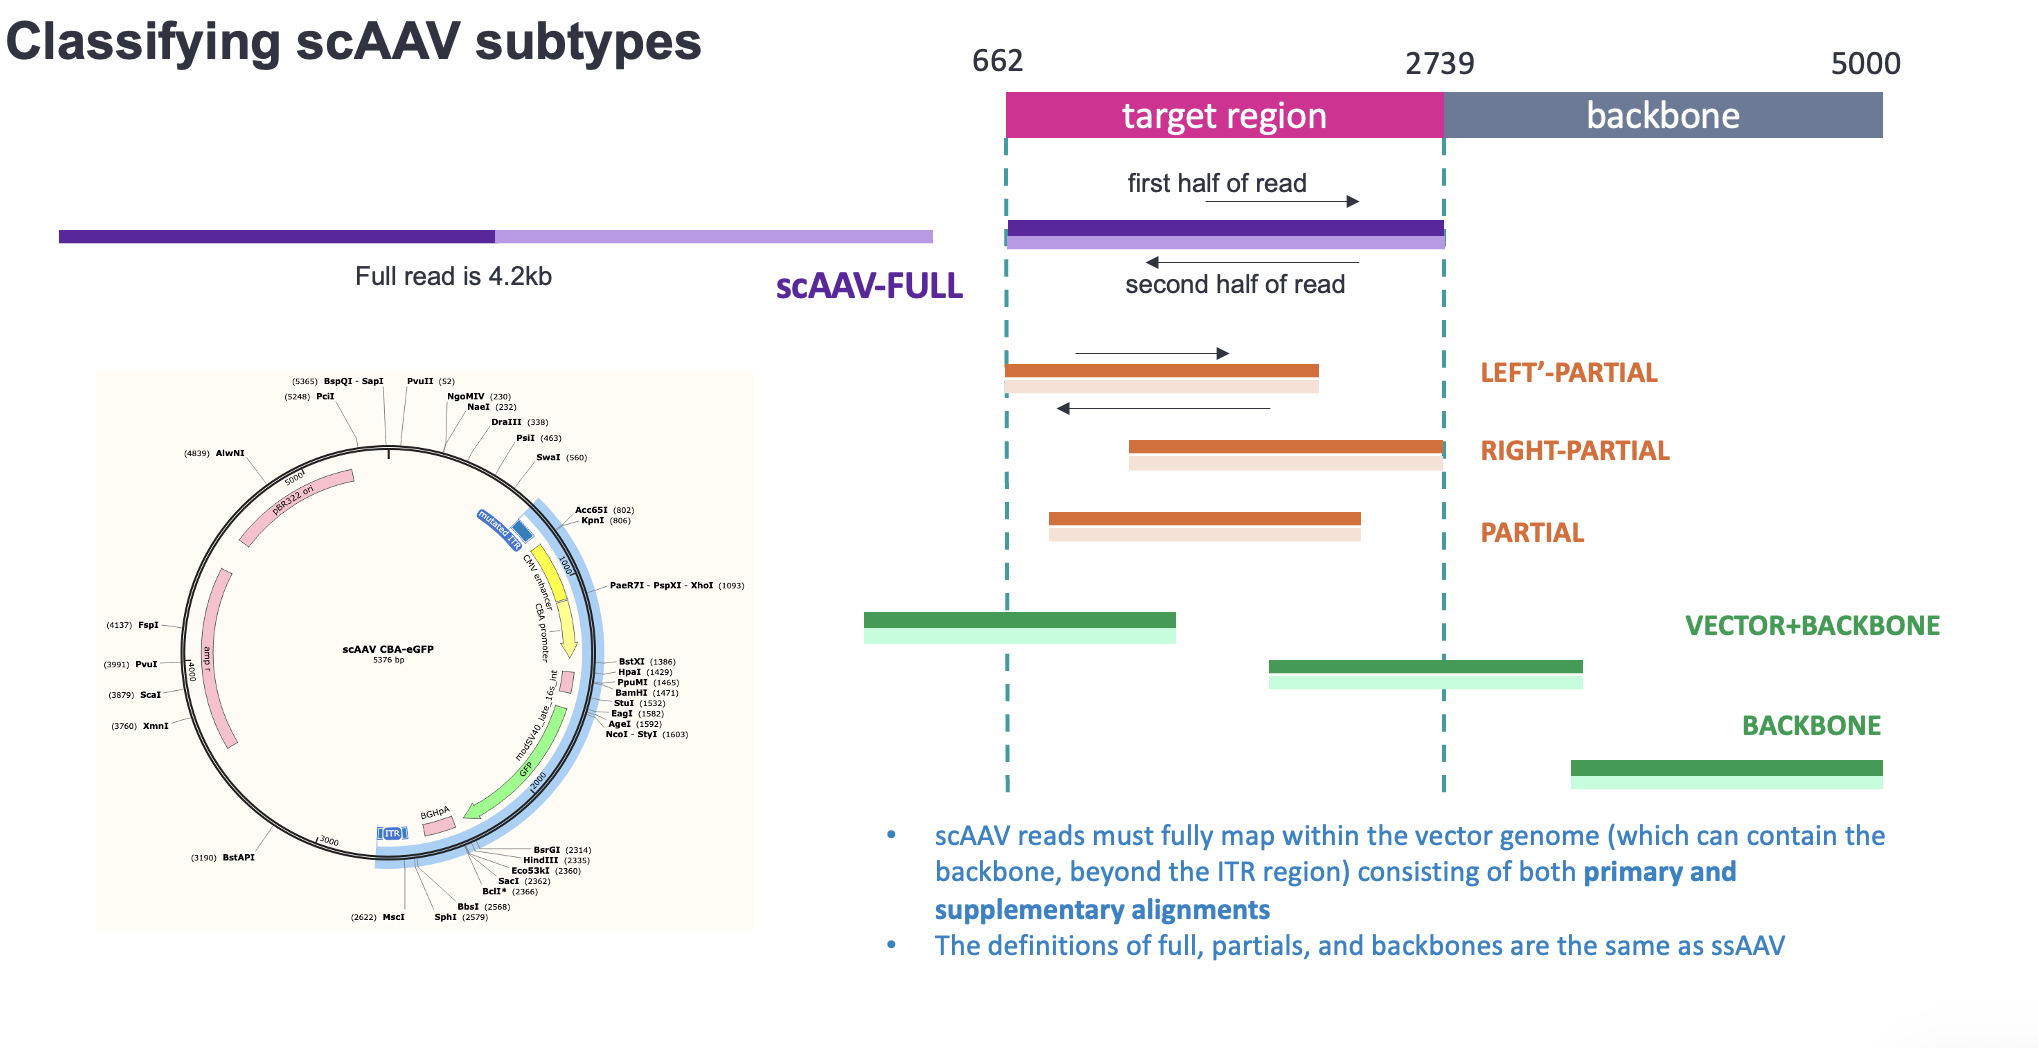 Classifying scAAV subtypes
662
2739
5000
target region
backbone
first half of read
second half of read
Full read is 4.2kb
scAAV-FULL
LEFT’-PARTIAL
RIGHT-PARTIAL
PARTIAL
VECTOR+BACKBONE
BACKBONE
(5365) BspQI - SapI
PvuII (52)
(5248) PciI
NgoMIV (230)
NaeI (232)
DraIII (338)
PsiI (463)
SwaI (560)
(4839) AlwNI
5000
pBR322 ori
mutated ITR
Acc65I (802)
KpnI (806)
1000
CMV enhancer
PaeR7I - PspXI - XhoI (1093)
CBA promoter
(4137) FspI
(3991) PvuI
(3879) ScaI
(3760) XmnI
4000
amp r
scAAV CBA-eGFP
5376 bp
BstXI (1386)
HpaI (1429)
PpuMI (1465)
BamHI (1471)
StuI (1532)
EagI (1582)
AgeI (1592)
NcoI - StyI (1603)
modSV40_late_16s_int
GFP
2000
BGHpA
ITR
3000
(3190) BstAPI
BsrGI (2314)
HindIII (2335)
Eco53kI (2360)
SacI (2362)
BclI* (2366)
BbsI (2568)
SphI (2579)
(2622) MscI
• scAAV reads must fully map within the vector genome (which can contain the
backbone, beyond the ITR region) consisting of both primary and
supplementary alignments
• The definitions of full, partials, and backbones are the same as ssAAV